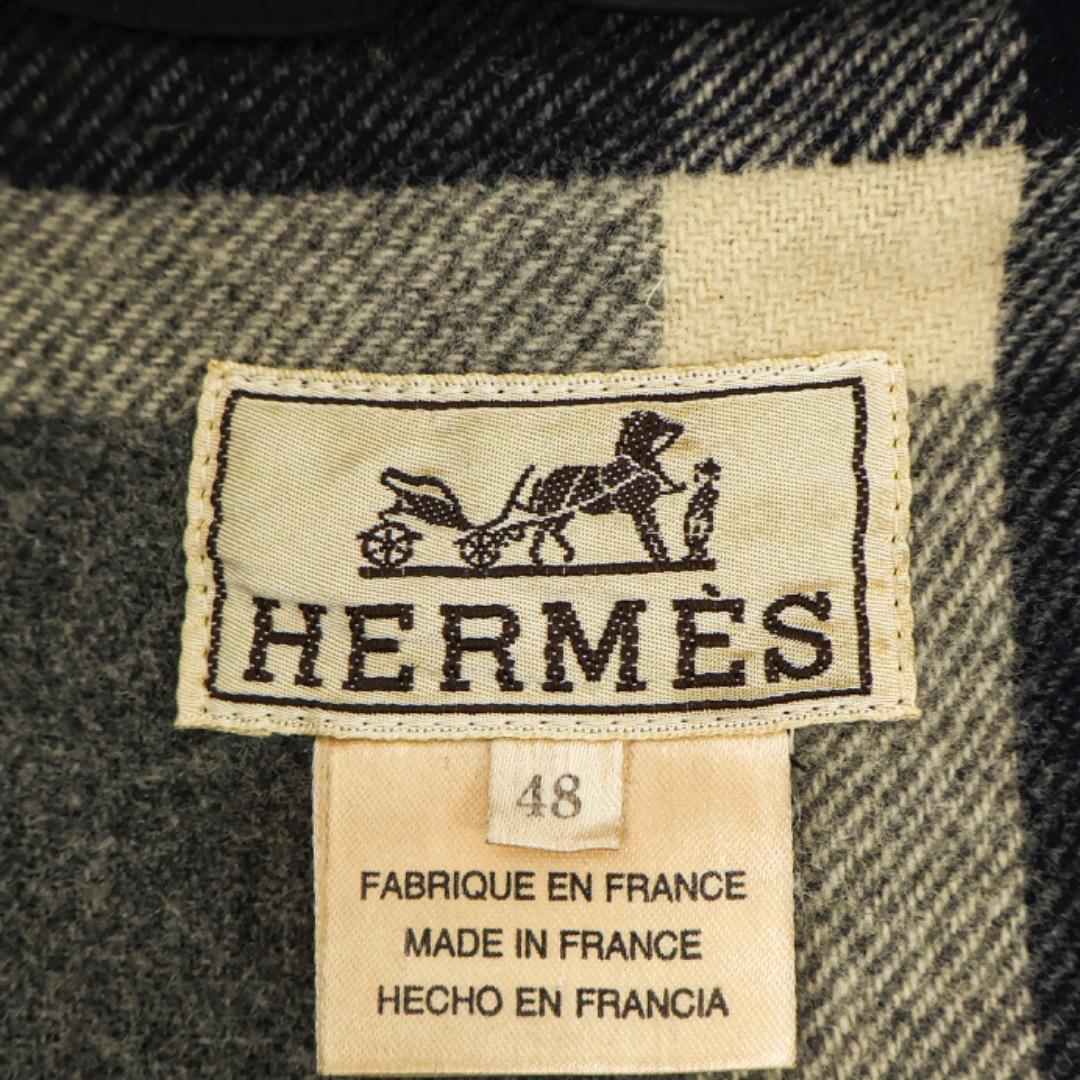 HERMÈS
48
FABRIQUE EN FRANCE
MADE IN FRANCE
HECHO EN FRANCIA